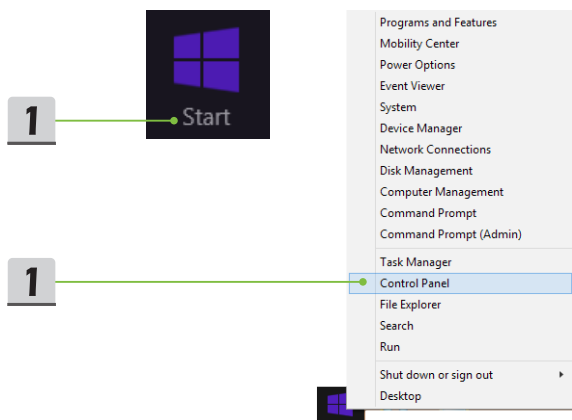 1
Start
Programs and Features
Mobility Center
Power Options
Event Viewer
System
Device Manager
Network Connections
Disk Management
Computer Management
Command Prompt
Command Prompt (Admin)
Task Manager
1
Control Panel
File Explorer
Search
Run
Shut down or sign out
Desktop